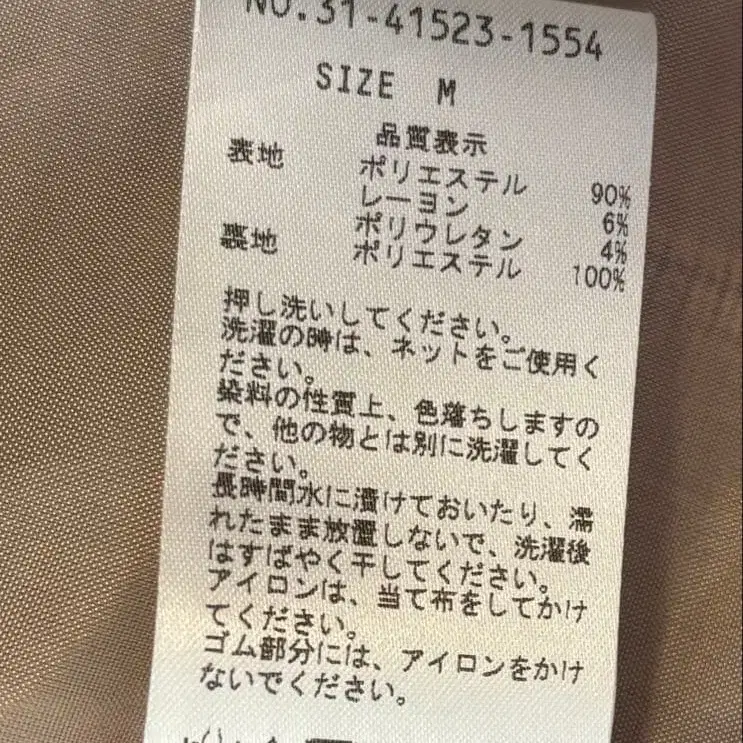 NO.31-41523-1554
SIZE M
品質表示
表地 ポリエステル 90%
レーヨン 6%
ポリウレタン 4%
裏地 ポリエステル 100%
押し洗いしてください。
洗濯の時は、ネットをご使用く
ださい。
染料の性質上、色落ちしますの
で、他の物とは別に洗濯してく
ださい。
長時間水に漬けておいたり、濡
れたまま放置しないで、洗濯後
はすばやく干してください。
アイロンは、当て布をしてかけ
てください。
ゴム部分には、アイロンをかけ
ないでください。